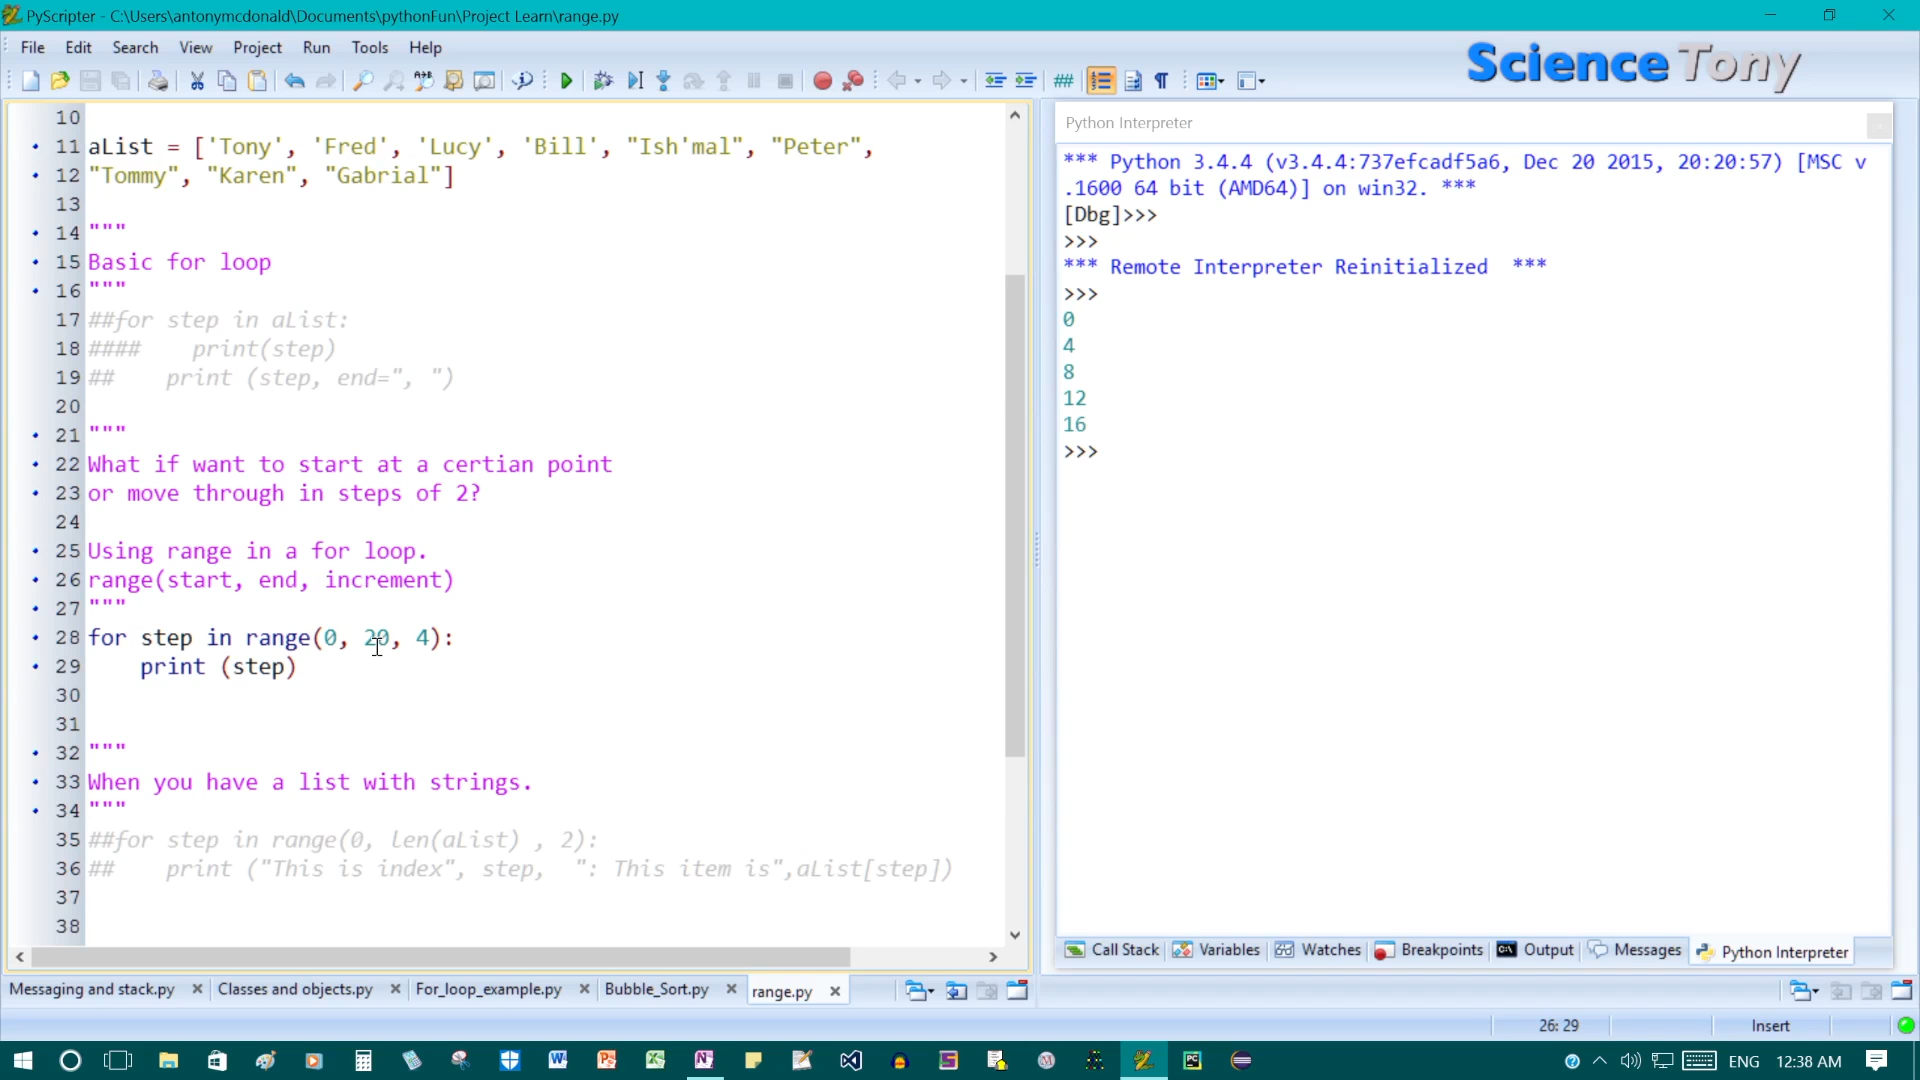 PyScripter - C:\Users\antonymcdonald\Documents\pythonFun\Project Learn\range.py
File Edit Search View Project Run Tools Help
ScienceTony
10
11 aList = ['Tony', 'Fred', 'Lucy', 'Bill', "Ish'mal", "Peter",
12 "Tommy", "Karen", "Gabrial"]
13
14 """
15 Basic for loop
16 """
17 ##for step in aList:
18 ####    print(step)
19 ##    print (step, end=", ")
20
21 """
22 What if want to start at a certian point
23 or move through in steps of 2?
24
25 Using range in a for loop.
26 range(start, end, increment)
27 """
28 for step in range(0, 20, 4):
29     print (step)
30
31
32 """
33 When you have a list with strings.
34 """
35 ##for step in range(0, len(aList) , 2):
36 ##    print ("This is index", step,  ": This item is",aList[step])
37
38
Python Interpreter
*** Python 3.4.4 (v3.4.4:737efcadf5a6, Dec 20 2015, 20:20:57) [MSC v
.1600 64 bit (AMD64)] on win32. ***
[Dbg]>>>
>>>
*** Remote Interpreter Reinitialized  ***
>>>
0
4
8
12
16
>>>
Call Stack Variables Watches Breakpoints Output Messages Python Interpreter
Messaging and stack.py Classes and objects.py For_loop_example.py Bubble_Sort.py range.py
26: 29 Insert
ENG 12:38 AM